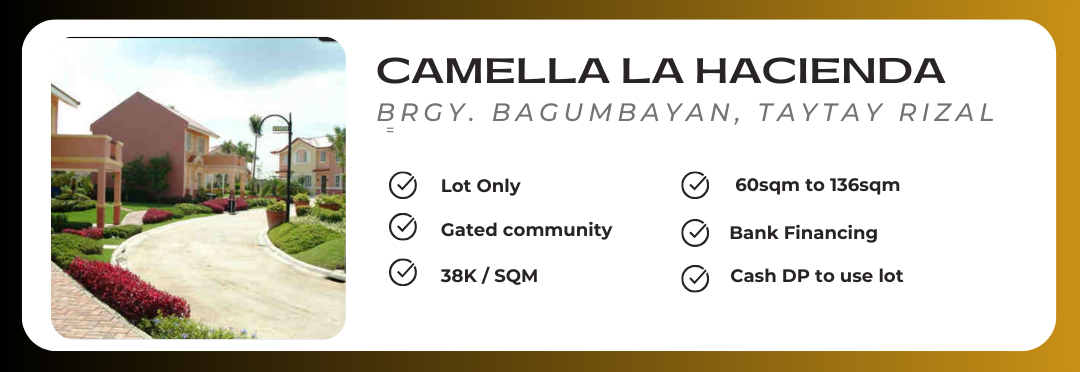 CAMELLA LA HACIENDA
BRGY. BAGUMBAYAN, TAYTAY RIZAL
=
Lot Only
Gated community
38K / SQM
60sqm to 136sqm
Bank Financing
Cash DP to use lot